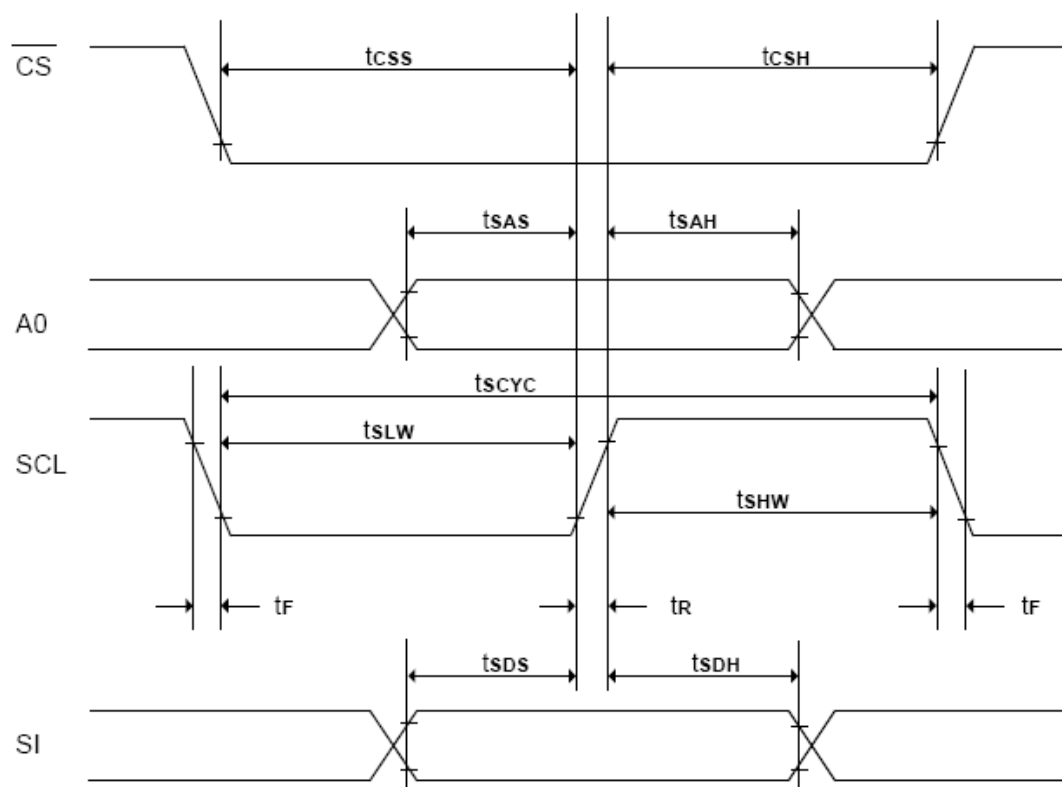 CS
tCSS
tCSH
tSAS
tSAH
A0
tSCYC
tSLW
SCL
tSHW
tF
tR
tF
tSDS
tSDH
SI